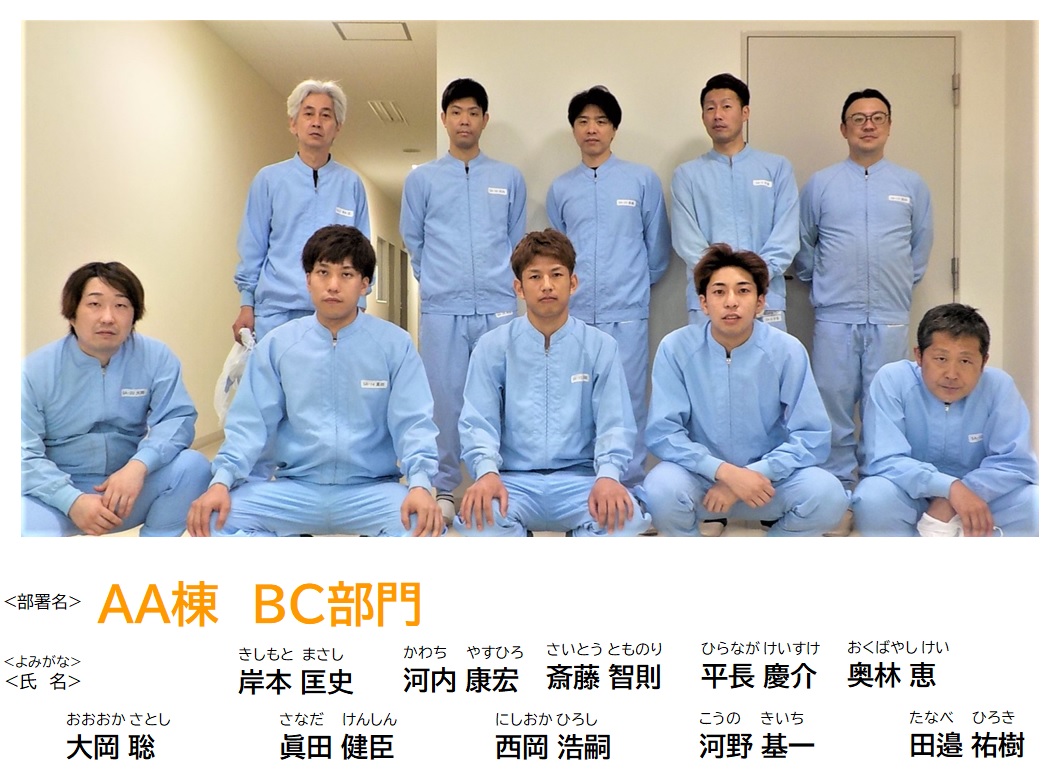 <部署名> AA棟 BC部門
きしもと まさし かわち やすひろ さいとう とものり ひらなが けいすけ おくばやし けい
<よみがな>
<氏 名> 岸本 匡史 河内 康宏 斎藤 智則 平長 慶介 奥林 恵
おおおか さとし さなだ けんしん にしおか ひろし こうの きいち たなべ ひろき
大岡 聡 眞田 健臣 西岡 浩嗣 河野 基一 田邉 祐樹